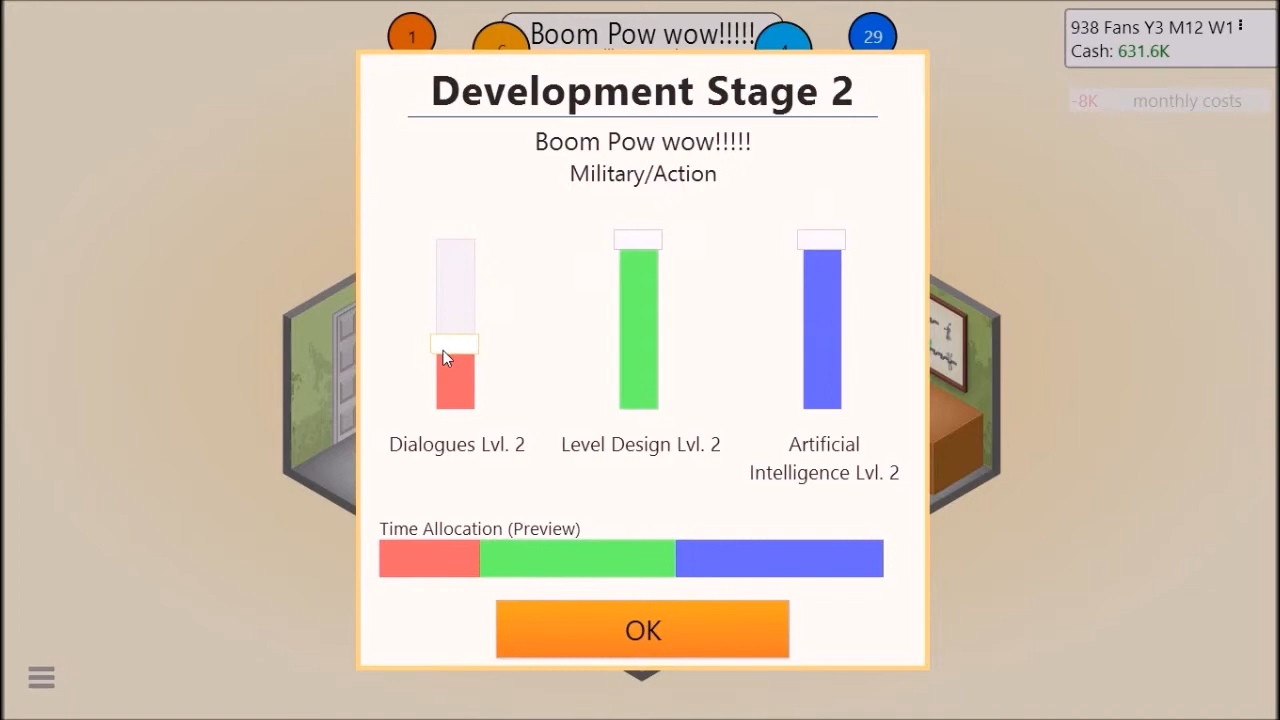 1
Boom Pow wow!!!!!
29
938 Fans Y3 M12 W1
Cash: 631.6K
-8K monthly costs
Development Stage 2
Boom Pow wow!!!!!
Military/Action
Dialogues Lvl. 2
Level Design Lvl. 2
Artificial
Intelligence Lvl. 2
Time Allocation (Preview)
OK